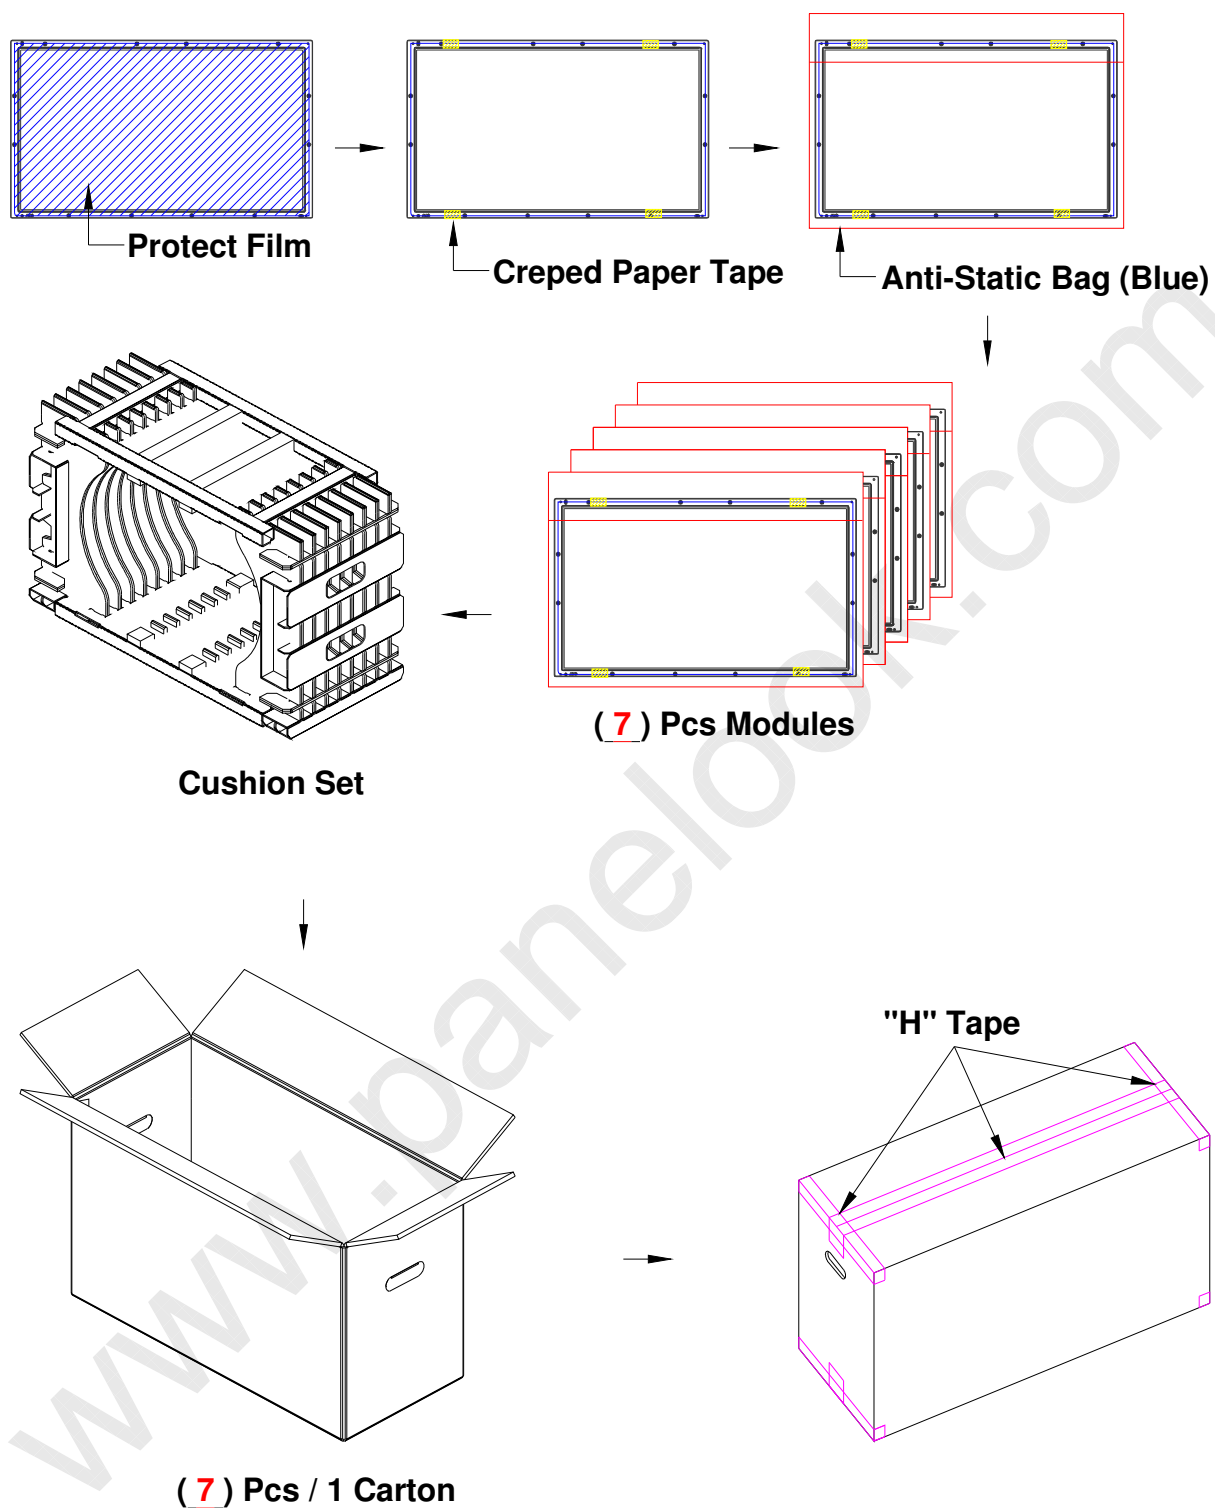 Protect Film
Creped Paper Tape
Anti-Static Bag (Blue)
( 7 ) Pcs Modules
Cushion Set
"H" Tape
( 7 ) Pcs / 1 Carton
www.panelook.com